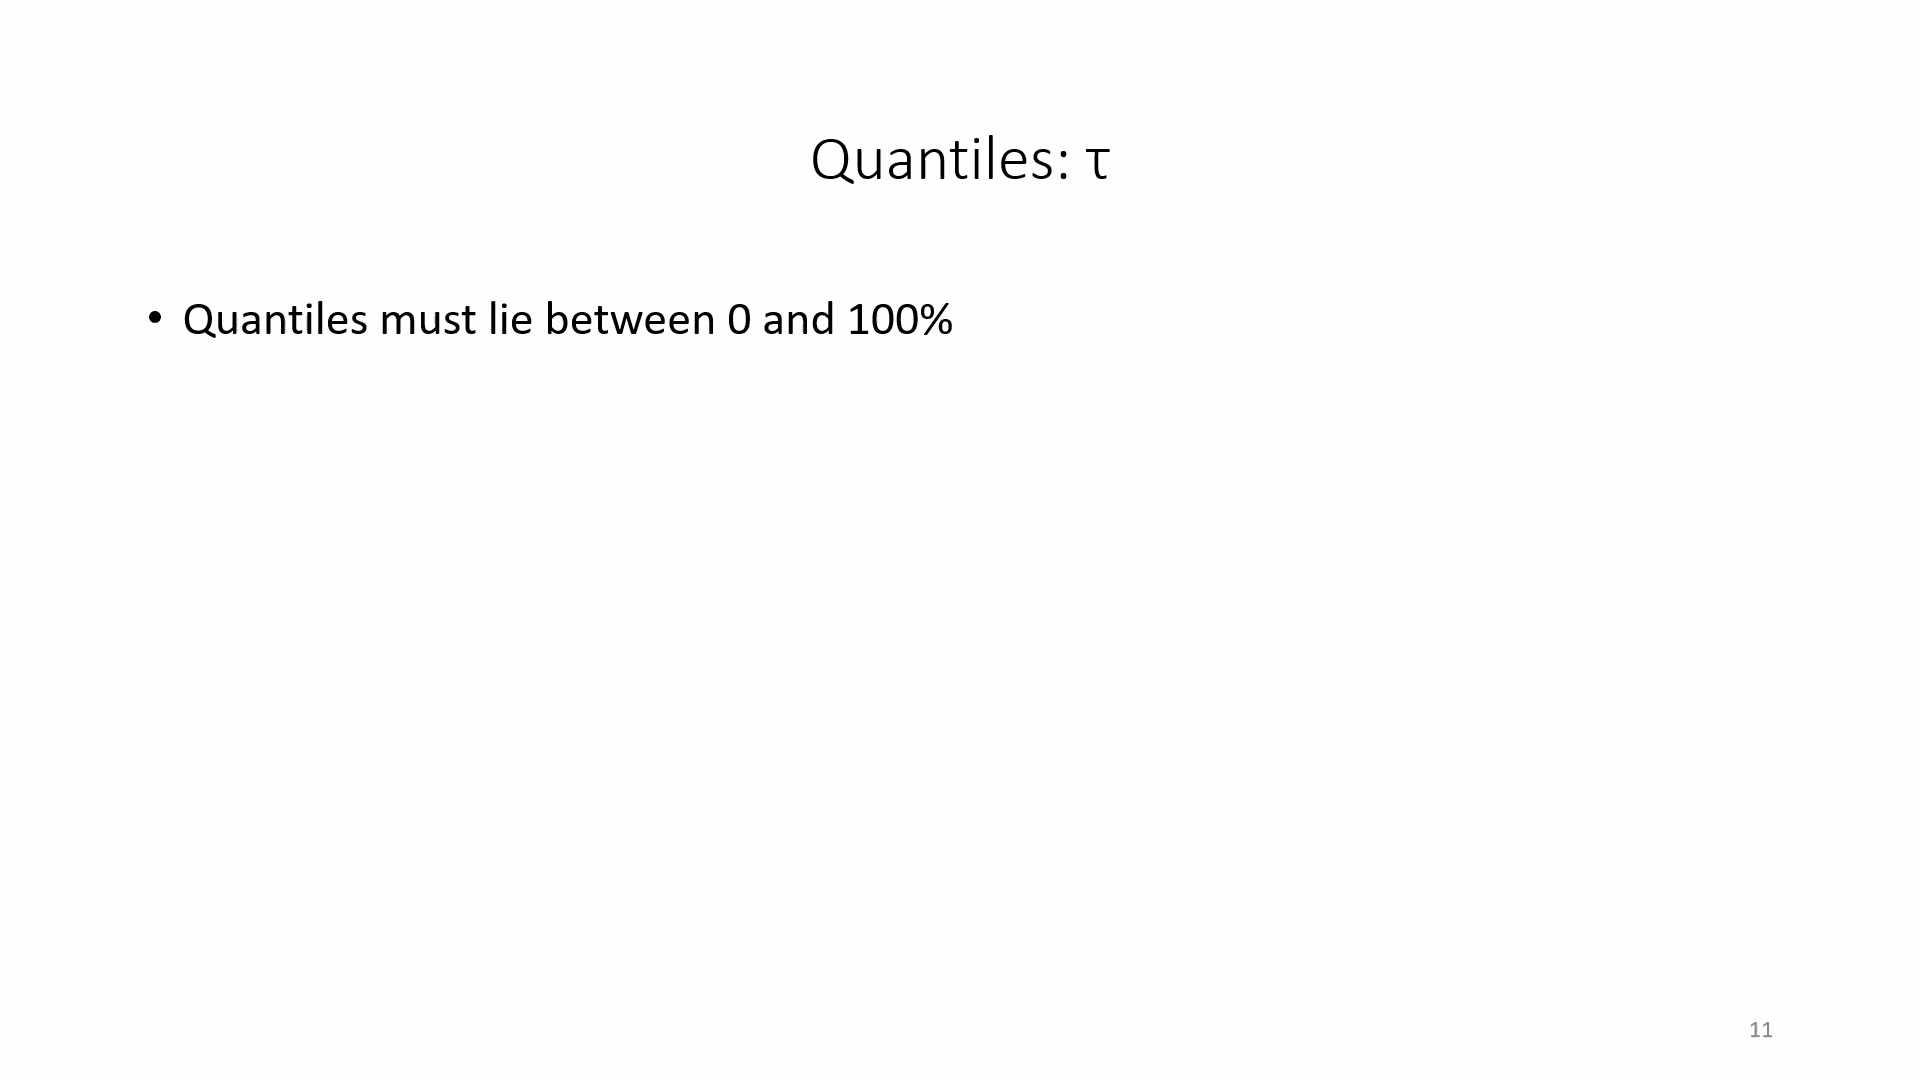 Quantiles: τ
• Quantiles must lie between 0 and 100%
11